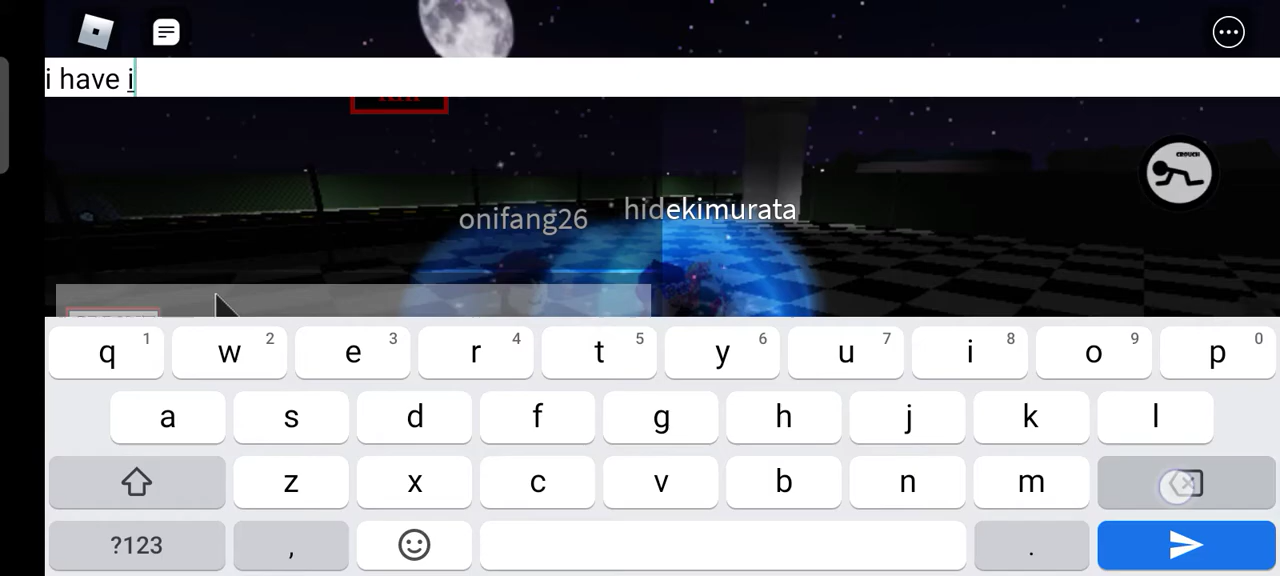 i have i
CROUCH
onifang26
hidekimurata
q 1 w 2 e 3 r 4 t 5 y 6 u 7 i 8 o 9 p 0
a s d f g h j k l
z x c v b n m
?123 , .